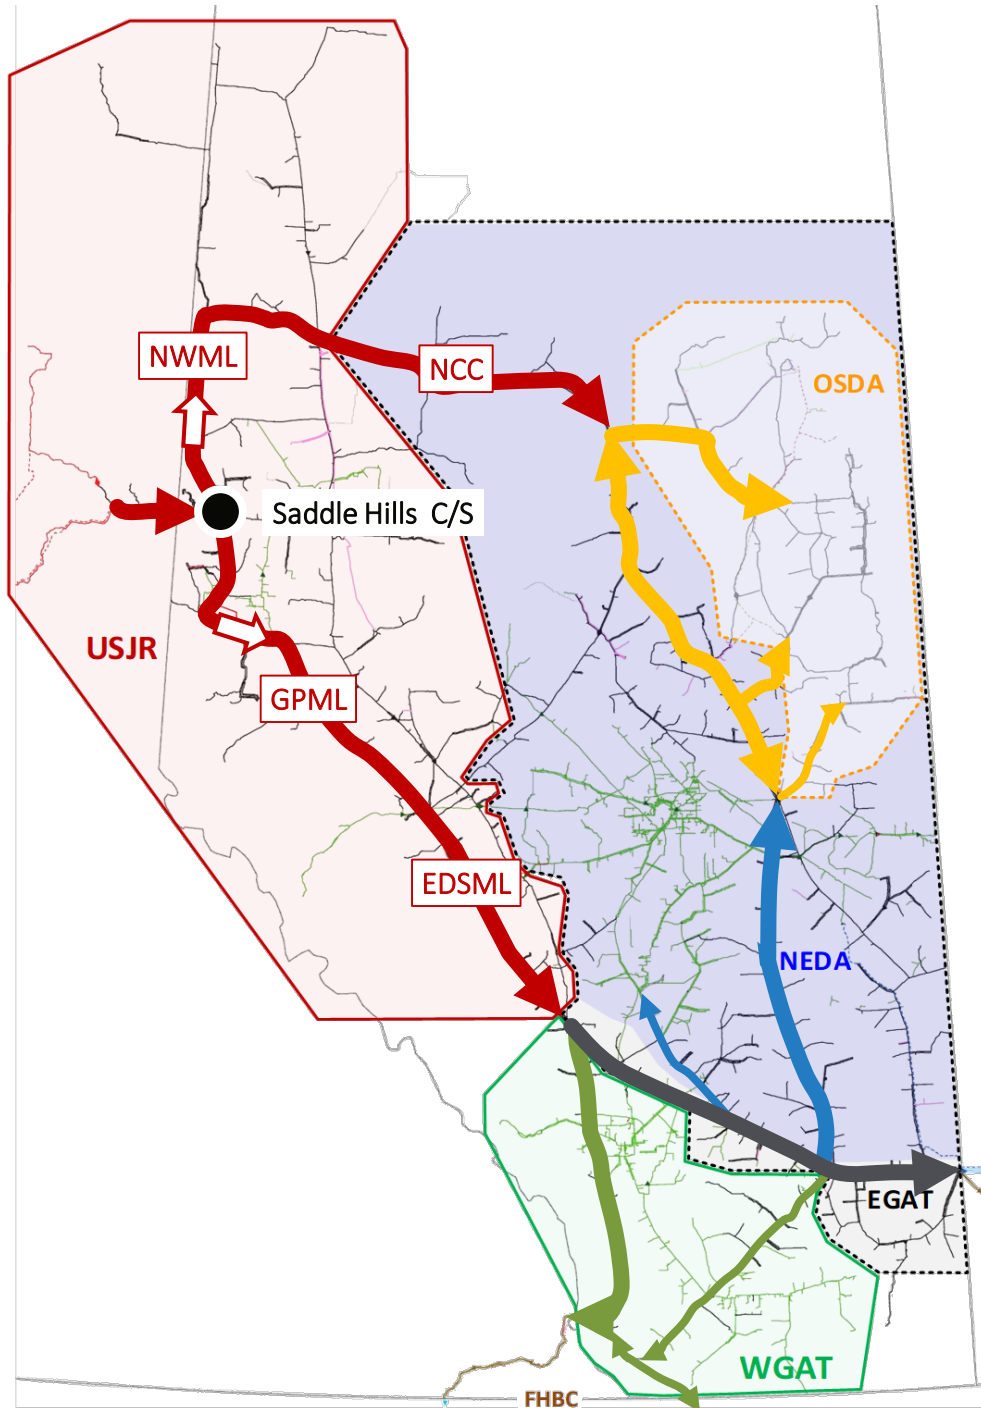 NWML
NCC
OSDA
Saddle Hills C/S
USJR
GPML
EDSML
NEDA
EGAT
WGAT
FHBC